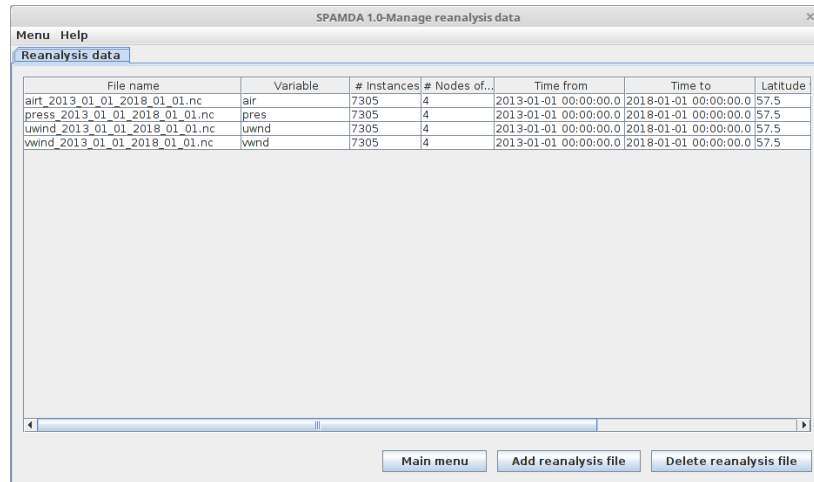 SPAMDA 1.0-Manage reanalysis data ×
Menu Help
Reanalysis data
File name Variable # Instances # Nodes of... Time from Time to Latitude
airt_2013_01_01_2018_01_01.nc air 7305 4 2013-01-01 00:00:00.0 2018-01-01 00:00:00.0 57.5
press_2013_01_01_2018_01_01.nc pres 7305 4 2013-01-01 00:00:00.0 2018-01-01 00:00:00.0 57.5
uwind_2013_01_01_2018_01_01.nc uwnd 7305 4 2013-01-01 00:00:00.0 2018-01-01 00:00:00.0 57.5
vwind_2013_01_01_2018_01_01.nc vwnd 7305 4 2013-01-01 00:00:00.0 2018-01-01 00:00:00.0 57.5
Main menu Add reanalysis file Delete reanalysis file